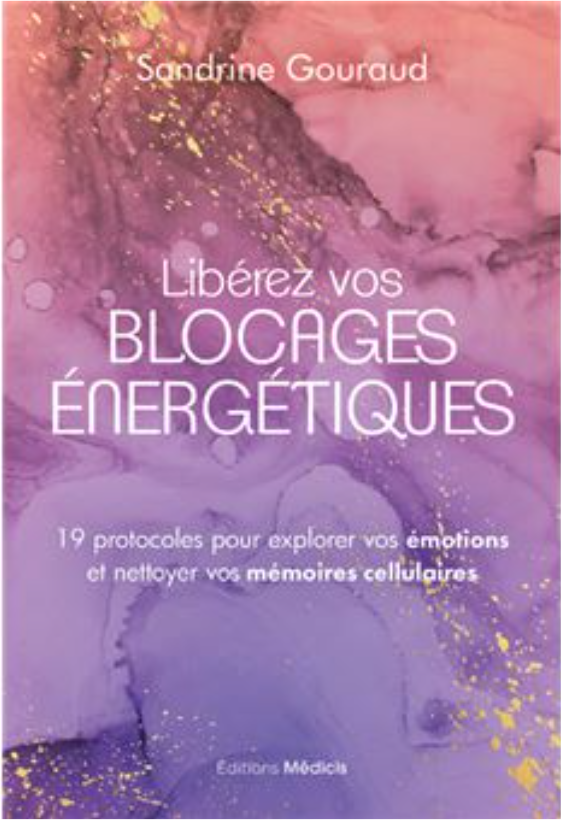 Sandrine Gouraud
Libérez vos
BLOCAGES
ÉNERGÉTIQUES
19 protocoles pour explorer vos émotions
et nettoyer vos mémoires cellulaires
Éditions Médicis